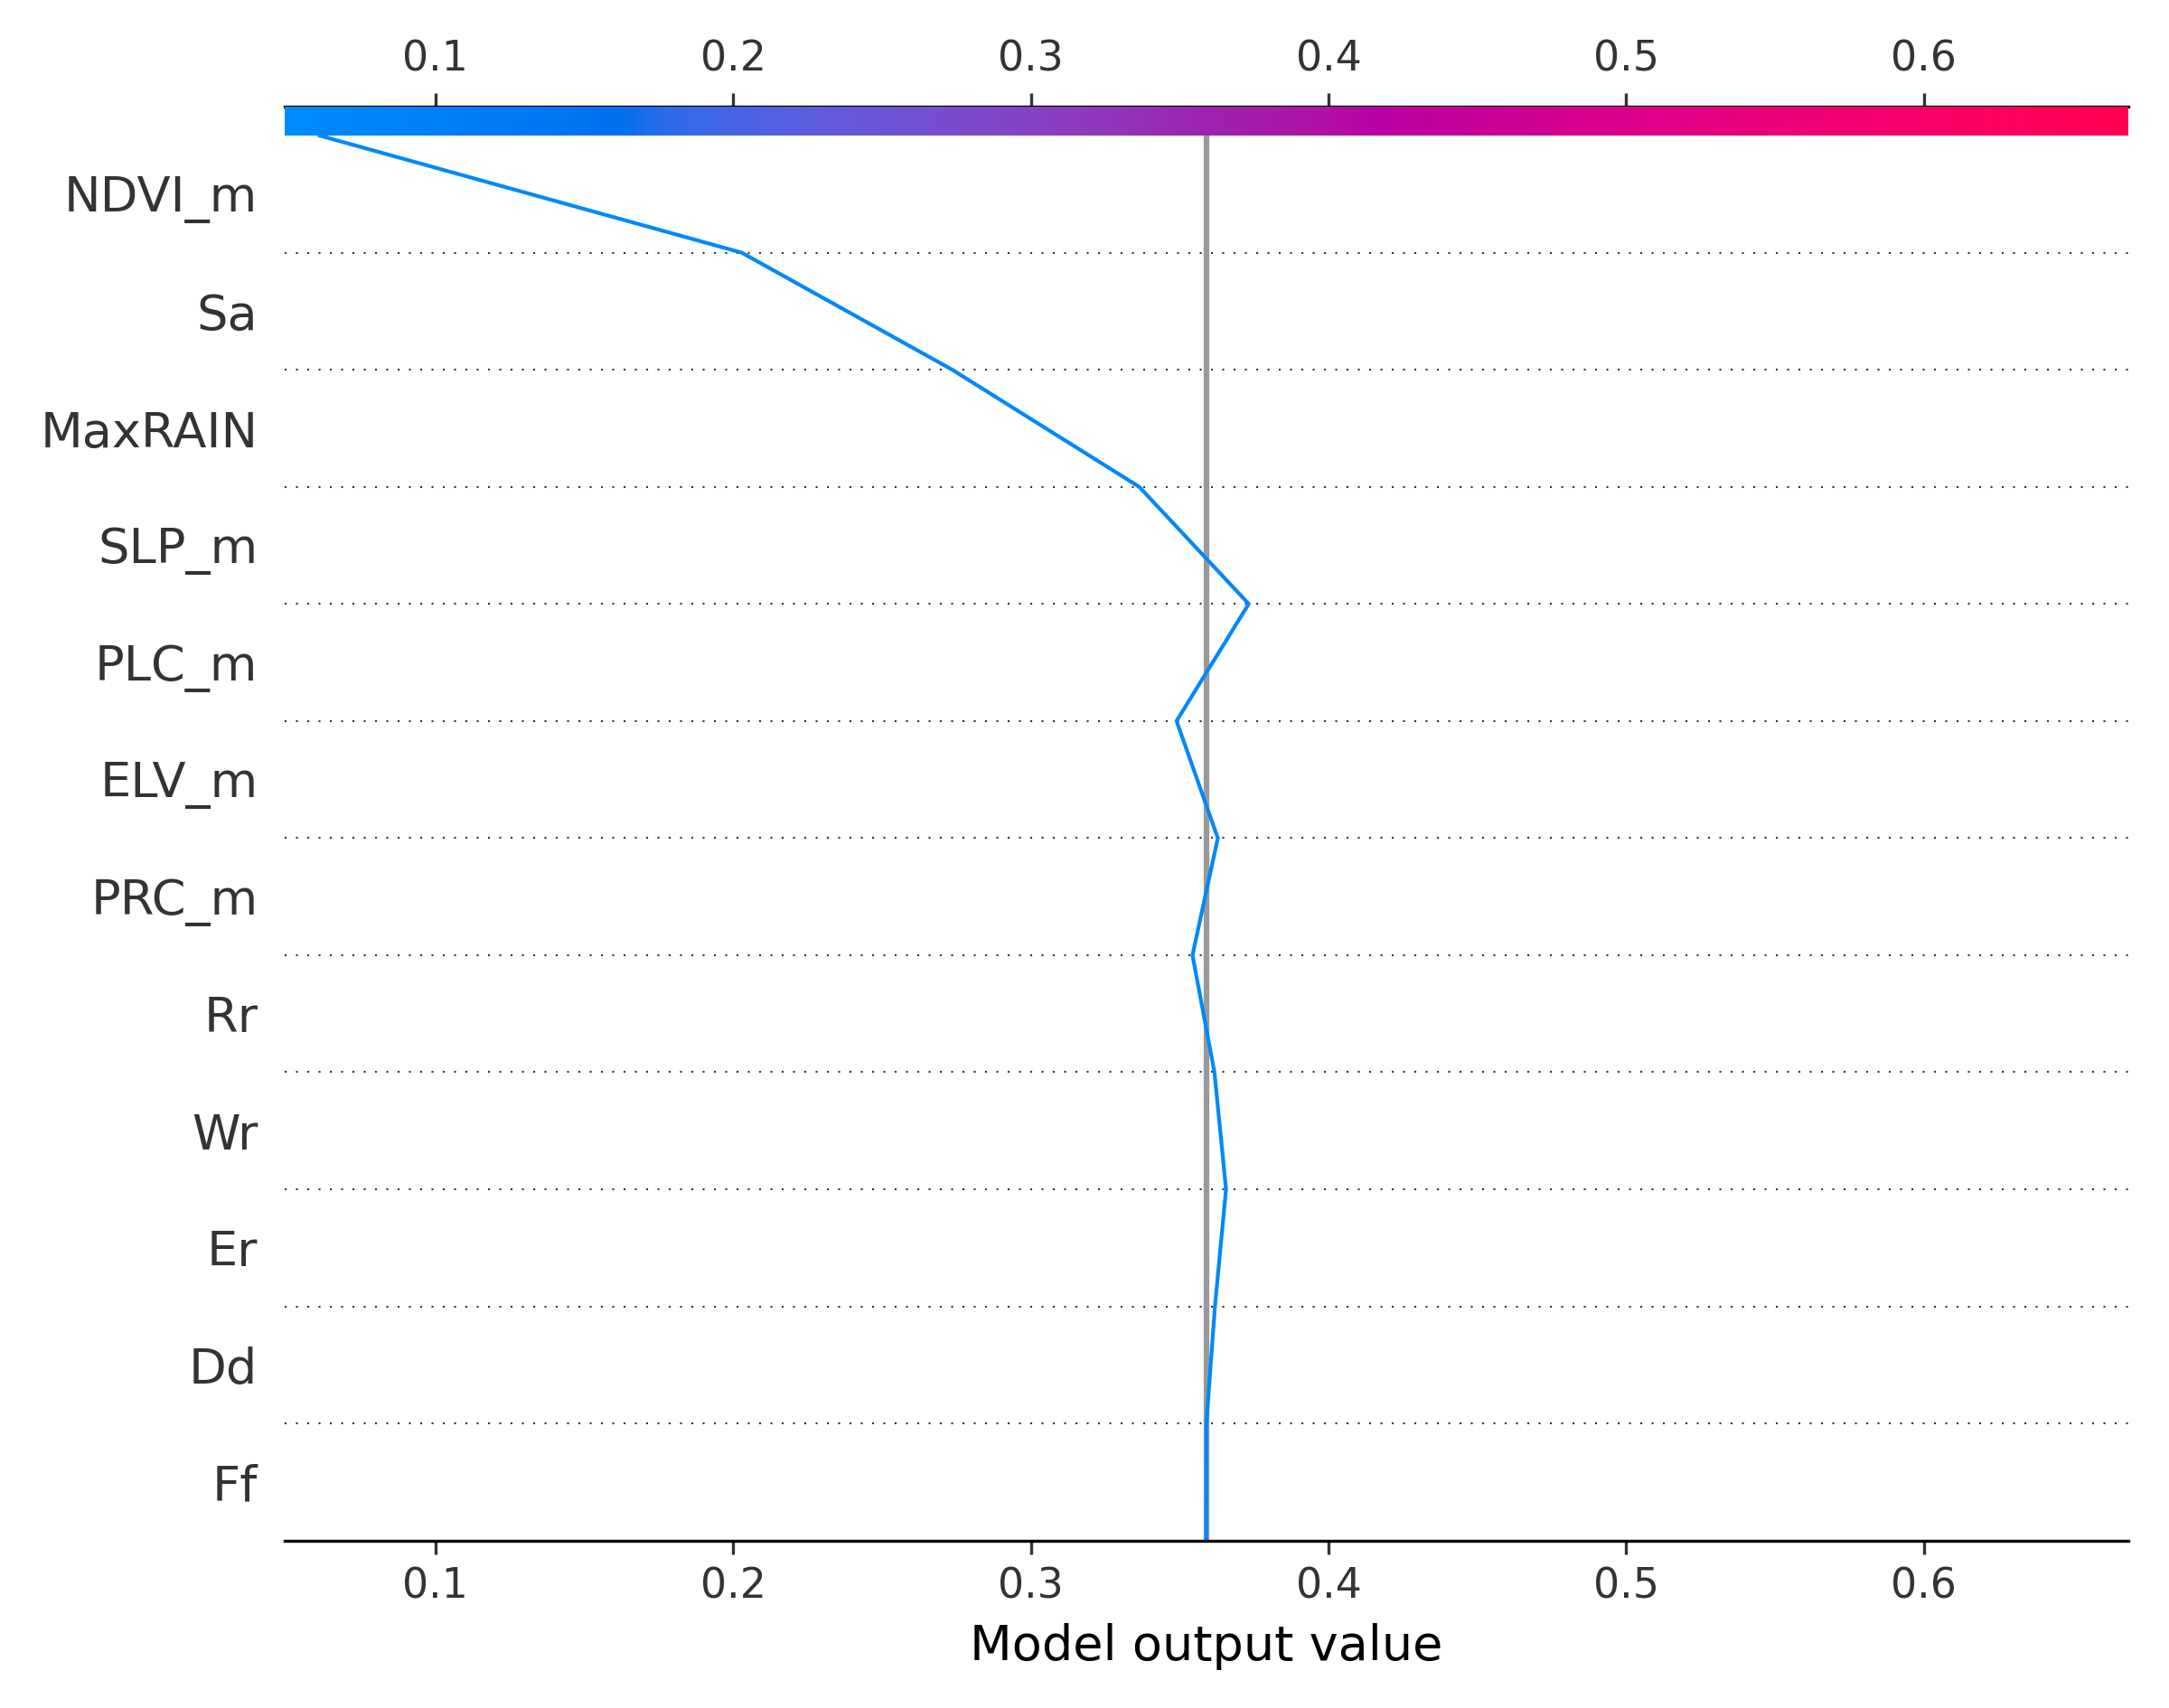 0.1 0.2 0.3 0.4 0.5 0.6
NDVI_m
Sa
MaxRAIN
SLP_m
PLC_m
ELV_m
PRC_m
Rr
Wr
Er
Dd
Ff
0.1 0.2 0.3 0.4 0.5 0.6
Model output value